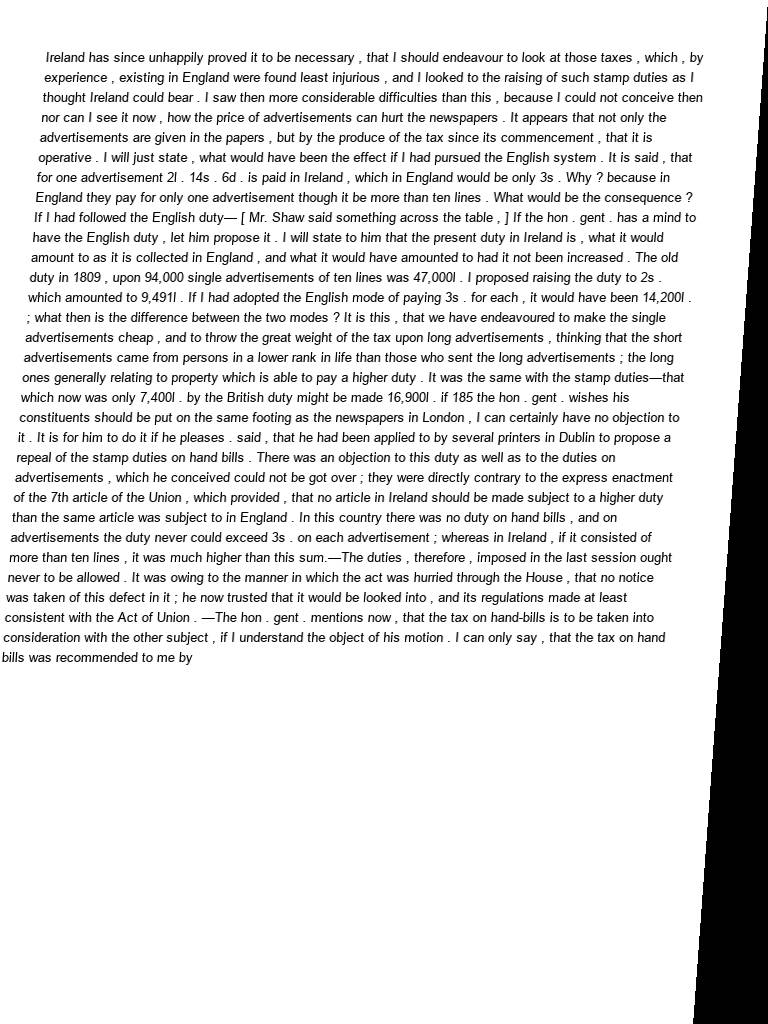 Ireland has since unhappily proved it to be necessary , that I should endeavour to look at those taxes , which , by
experience , existing in England were found least injurious , and I looked to the raising of such stamp duties as I
thought Ireland could bear . I saw then more considerable difficulties than this , because I could not conceive then
nor can I see it now , how the price of advertisements can hurt the newspapers . It appears that not only the
advertisements are given in the papers , but by the produce of the tax since its commencement , that it is
operative . I will just state , what would have been the effect if I had pursued the English system . It is said , that
for one advertisement 2l . 14s . 6d . is paid in Ireland , which in England would be only 3s . Why ? because in
England they pay for only one advertisement though it be more than ten lines . What would be the consequence ?
If I had followed the English duty— [ Mr. Shaw said something across the table , ] If the hon . gent . has a mind to
have the English duty , let him propose it . I will state to him that the present duty in Ireland is , what it would
amount to as it is collected in England , and what it would have amounted to had it not been increased . The old
duty in 1809 , upon 94,000 single advertisements of ten lines was 47,000l . I proposed raising the duty to 2s .
which amounted to 9,491l . If I had adopted the English mode of paying 3s . for each , it would have been 14,200l .
; what then is the difference between the two modes ? It is this , that we have endeavoured to make the single
advertisements cheap , and to throw the great weight of the tax upon long advertisements , thinking that the short
advertisements came from persons in a lower rank in life than those who sent the long advertisements ; the long
ones generally relating to property which is able to pay a higher duty . It was the same with the stamp duties—that
which now was only 7,400l . by the British duty might be made 16,900l . if 185 the hon . gent . wishes his
constituents should be put on the same footing as the newspapers in London , I can certainly have no objection to
it . It is for him to do it if he pleases . said , that he had been applied to by several printers in Dublin to propose a
repeal of the stamp duties on hand bills . There was an objection to this duty as well as to the duties on
advertisements , which he conceived could not be got over ; they were directly contrary to the express enactment
of the 7th article of the Union , which provided , that no article in Ireland should be made subject to a higher duty
than the same article was subject to in England . In this country there was no duty on hand bills , and on
advertisements the duty never could exceed 3s . on each advertisement ; whereas in Ireland , if it consisted of
more than ten lines , it was much higher than this sum.—The duties , therefore , imposed in the last session ought
never to be allowed . It was owing to the manner in which the act was hurried through the House , that no notice
was taken of this defect in it ; he now trusted that it would be looked into , and its regulations made at least
consistent with the Act of Union . —The hon . gent . mentions now , that the tax on hand-bills is to be taken into
consideration with the other subject , if I understand the object of his motion . I can only say , that the tax on hand
bills was recommended to me by